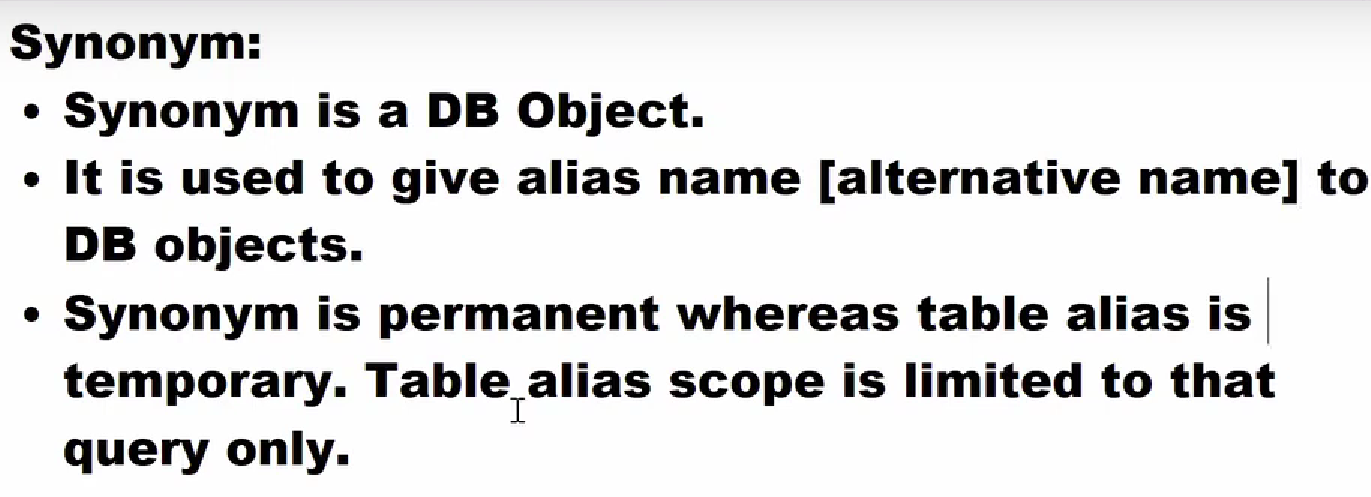 Synonym:
• Synonym is a DB Object.
• It is used to give alias name [alternative name] to
DB objects.
• Synonym is permanent whereas table alias is
temporary. Table alias scope is limited to that
query only.